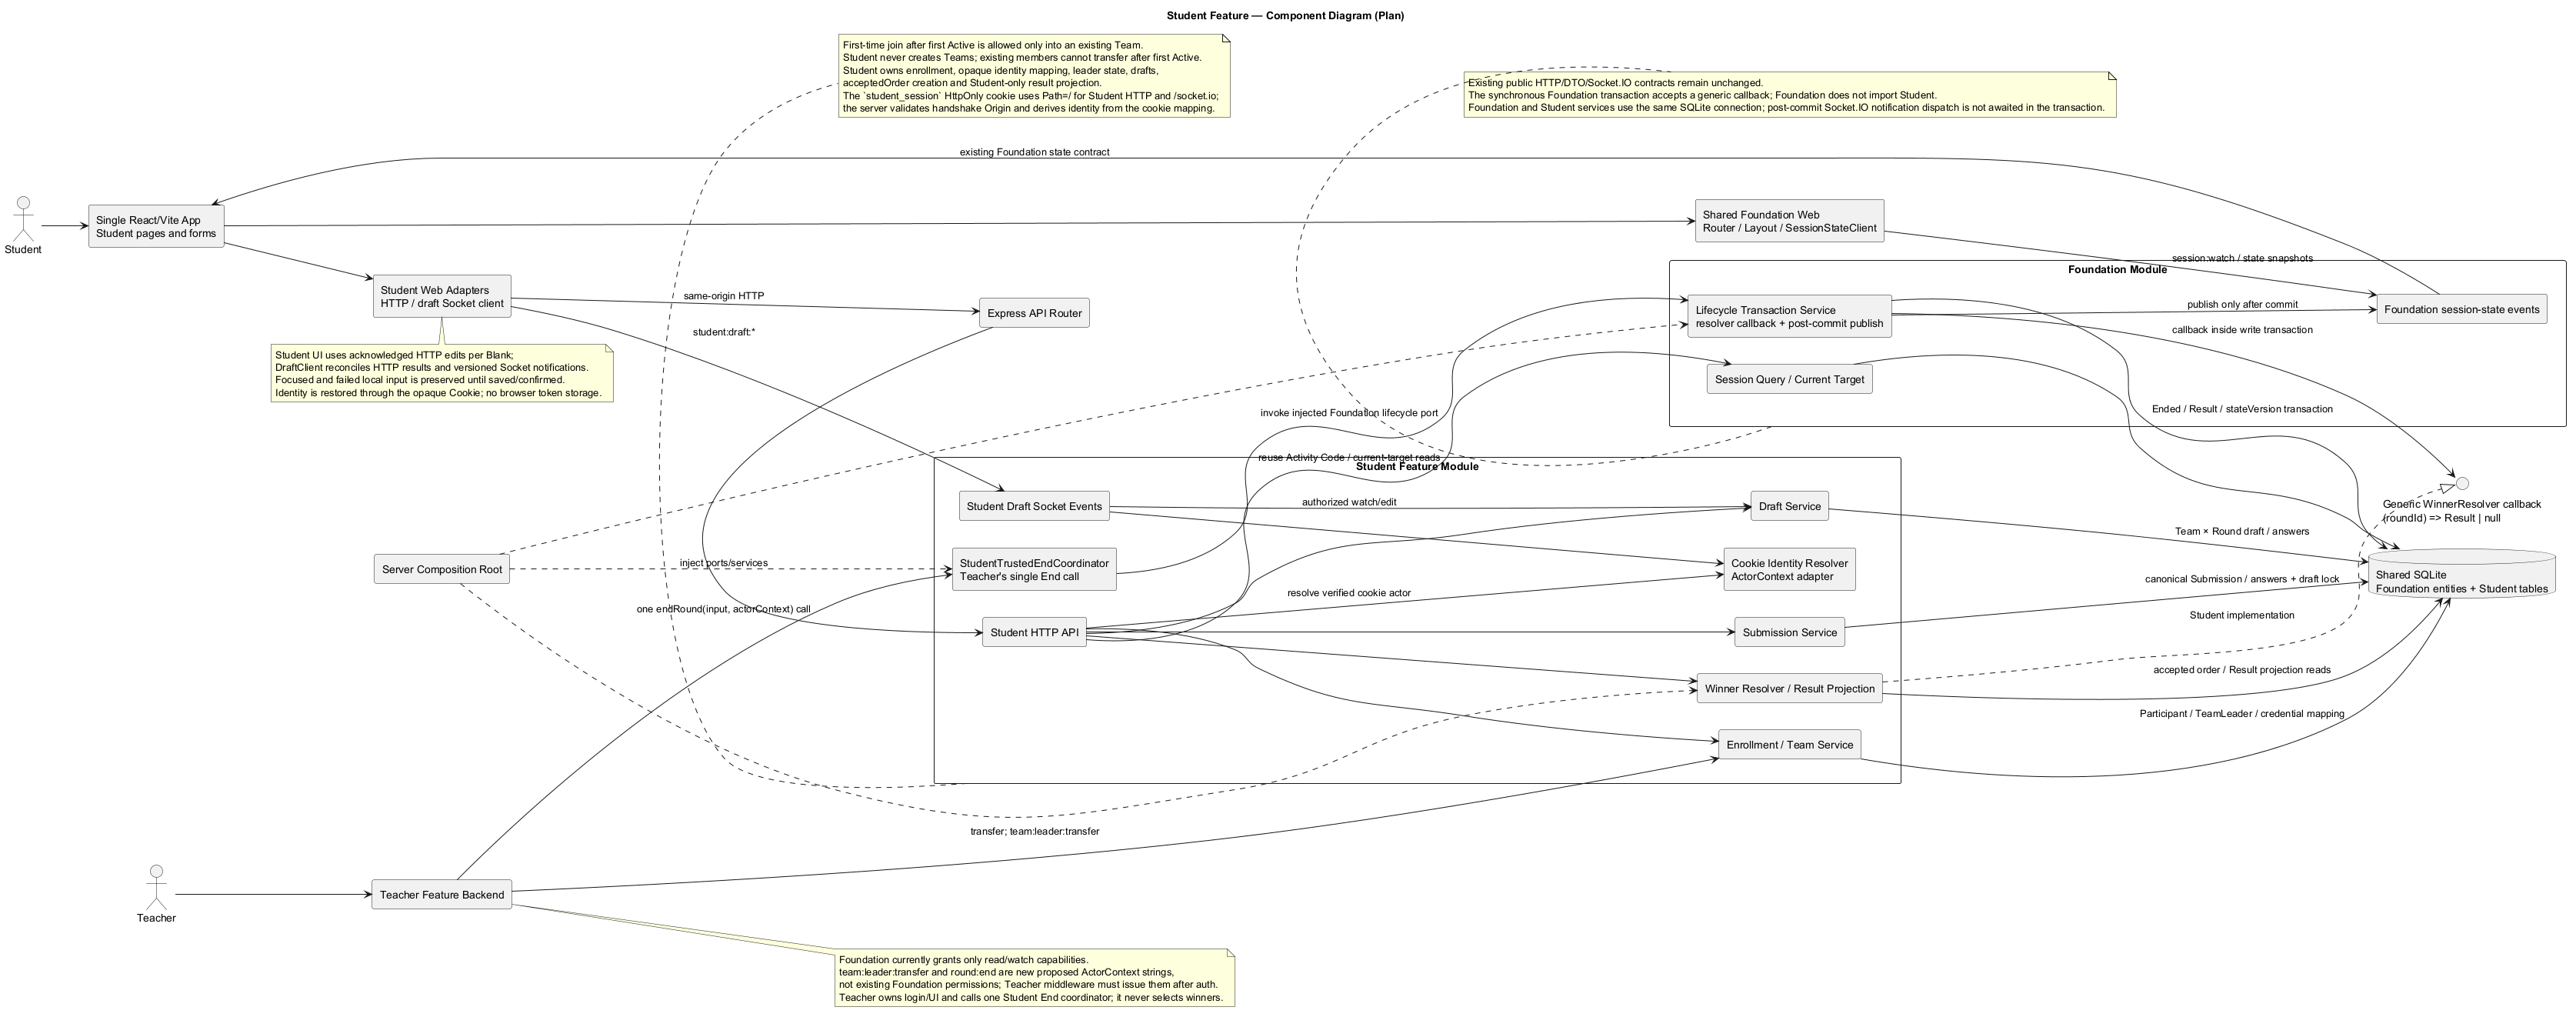 Student Feature — Component Diagram (Plan)
First-time join after first Active is allowed only into an existing Team.
Student never creates Teams; existing members cannot transfer after first Active.
Student owns enrollment, opaque identity mapping, leader state, drafts,
acceptedOrder creation and Student-only result projection.
The `student_session` HttpOnly cookie uses Path=/ for Student HTTP and /socket.io;
the server validates handshake Origin and derives identity from the cookie mapping.
Existing public HTTP/DTO/Socket.IO contracts remain unchanged.
The synchronous Foundation transaction accepts a generic callback; Foundation does not import Student.
Foundation and Student services use the same SQLite connection; post-commit Socket.IO notification dispatch is not awaited in the transaction.
existing Foundation state contract
Student
Single React/Vite App
Student pages and forms
Shared Foundation Web
Router / Layout / SessionStateClient
session:watch / state snapshots
Foundation Module
Student Web Adapters
HTTP / draft Socket client
same-origin HTTP
student:draft:*
Express API Router
Lifecycle Transaction Service
resolver callback + post-commit publish
publish only after commit
Foundation session-state events
callback inside write transaction
Student UI uses acknowledged HTTP edits per Blank;
DraftClient reconciles HTTP results and versioned Socket notifications.
Focused and failed local input is preserved until saved/confirmed.
Identity is restored through the opaque Cookie; no browser token storage.
Session Query / Current Target
invoke injected Foundation lifecycle port
Ended / Result / stateVersion transaction
reuse Activity Code / current-target reads
Student Feature Module
Student Draft Socket Events
authorized watch/edit
Draft Service
Generic WinnerResolver callback
(roundId) => Result | null
Team × Round draft / answers
Server Composition Root
inject ports/services
StudentTrustedEndCoordinator
Teacher's single End call
Cookie Identity Resolver
ActorContext adapter
Shared SQLite
Foundation entities + Student tables
canonical Submission / answers + draft lock
resolve verified cookie actor
one endRound(input, actorContext) call
Student HTTP API
Submission Service
Student implementation
Winner Resolver / Result Projection
accepted order / Result projection reads
Participant / TeamLeader / credential mapping
Enrollment / Team Service
transfer; team:leader:transfer
Teacher
Teacher Feature Backend
Foundation currently grants only read/watch capabilities.
team:leader:transfer and round:end are new proposed ActorContext strings,
not existing Foundation permissions; Teacher middleware must issue them after auth.
Teacher owns login/UI and calls one Student End coordinator; it never selects winners.